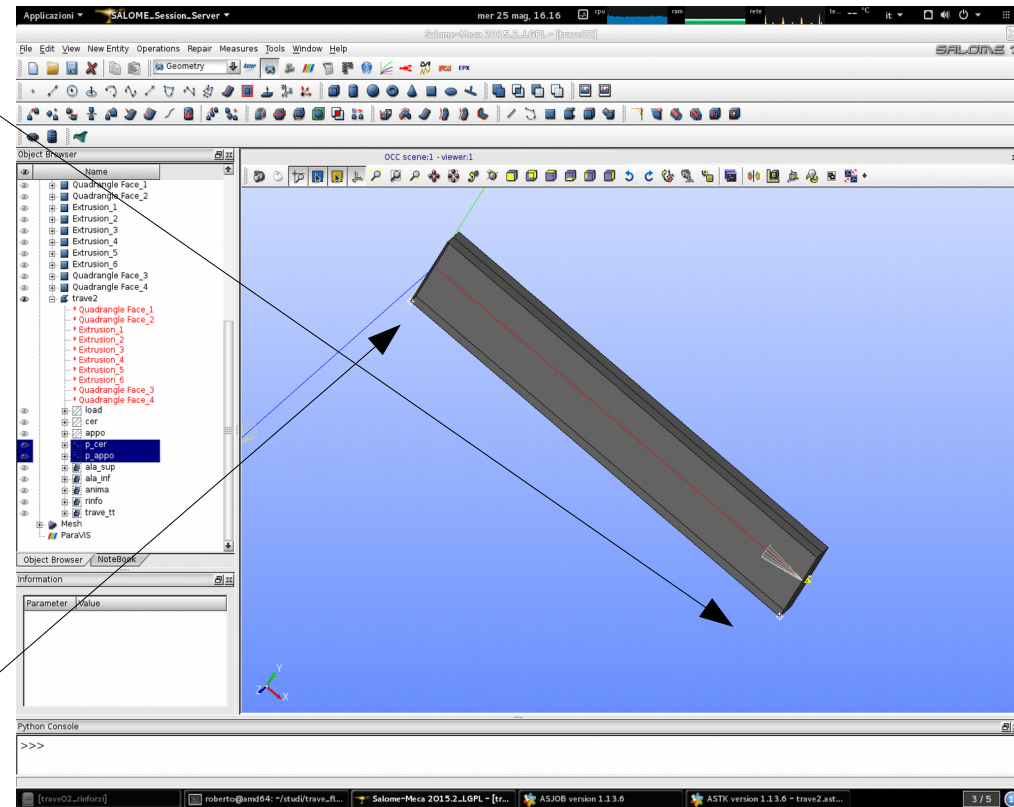 Applicazioni SALOME_Session_Server mer 25 mag, 16.16 cpu ram rete te... -- °C it
Salome-Meca 2015.2_LGPL - [trave02]
File Edit View New Entity Operations Repair Measures Tools Window Help
SALOME
Geometry EPX
Object Browser
OCC scene:1 - viewer:1
Name
Quadrangle Face_1
Quadrangle Face_2
Extrusion_1
Extrusion_2
Extrusion_3
Extrusion_4
Extrusion_5
Extrusion_6
Quadrangle Face_3
Quadrangle Face_4
trave2
* Quadrangle Face_1
* Quadrangle Face_2
* Extrusion_1
* Extrusion_2
* Extrusion_3
* Extrusion_4
* Extrusion_5
* Extrusion_6
* Quadrangle Face_3
* Quadrangle Face_4
load
cer
appo
p_cer
p_appo
ala_sup
ala_inf
anima
rinfo
trave_tt
Mesh
ParaViS
Object Browser NoteBook
Information
Parameter Value
Y
Z X
Python Console
>>>
[trave02_rinforzi] roberto@amd64: ~/studi/trave_fl... Salome-Meca 2015.2_LGPL - [tr... ASJOB version 1.13.6 ASTK version 1.13.6 - trave2.ast... 3 / 5